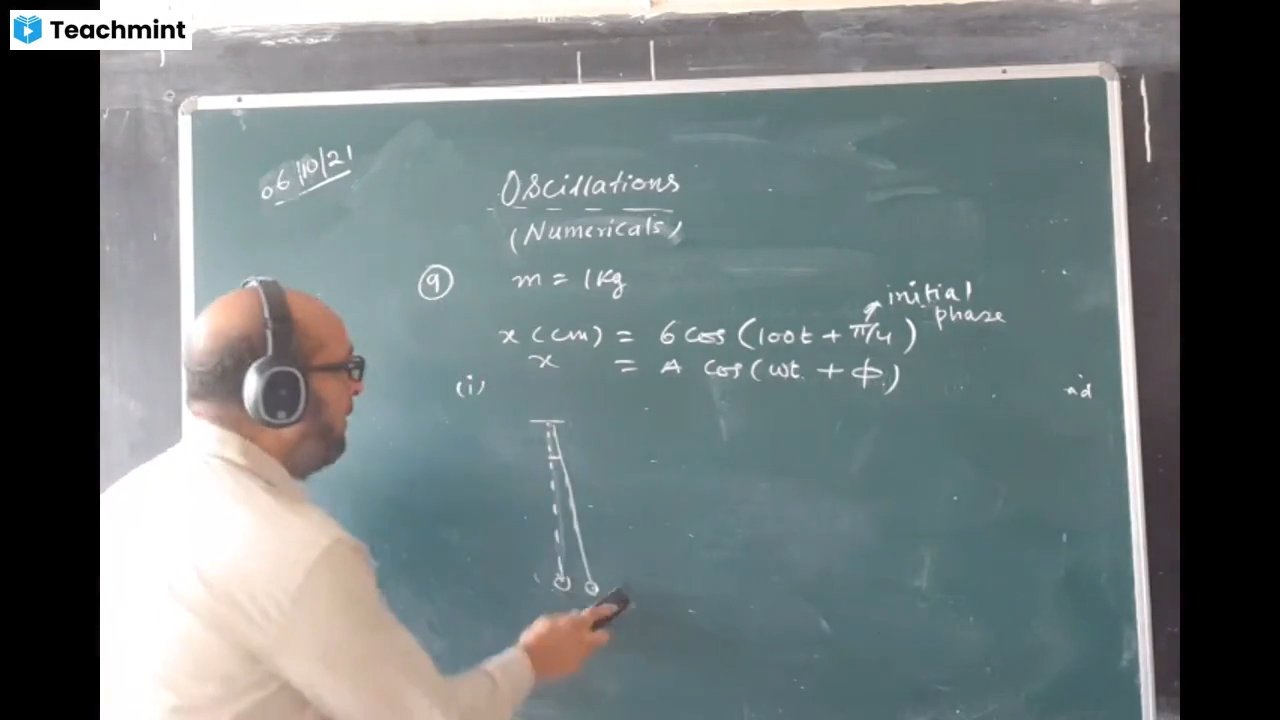 Teachmint
06/10/21
Oscillations
(Numericals)
9 m = 1kg
initial phase
x (cm) = 6 cos (100t + π/4)
x = A cos (ωt + ϕ)
(i)